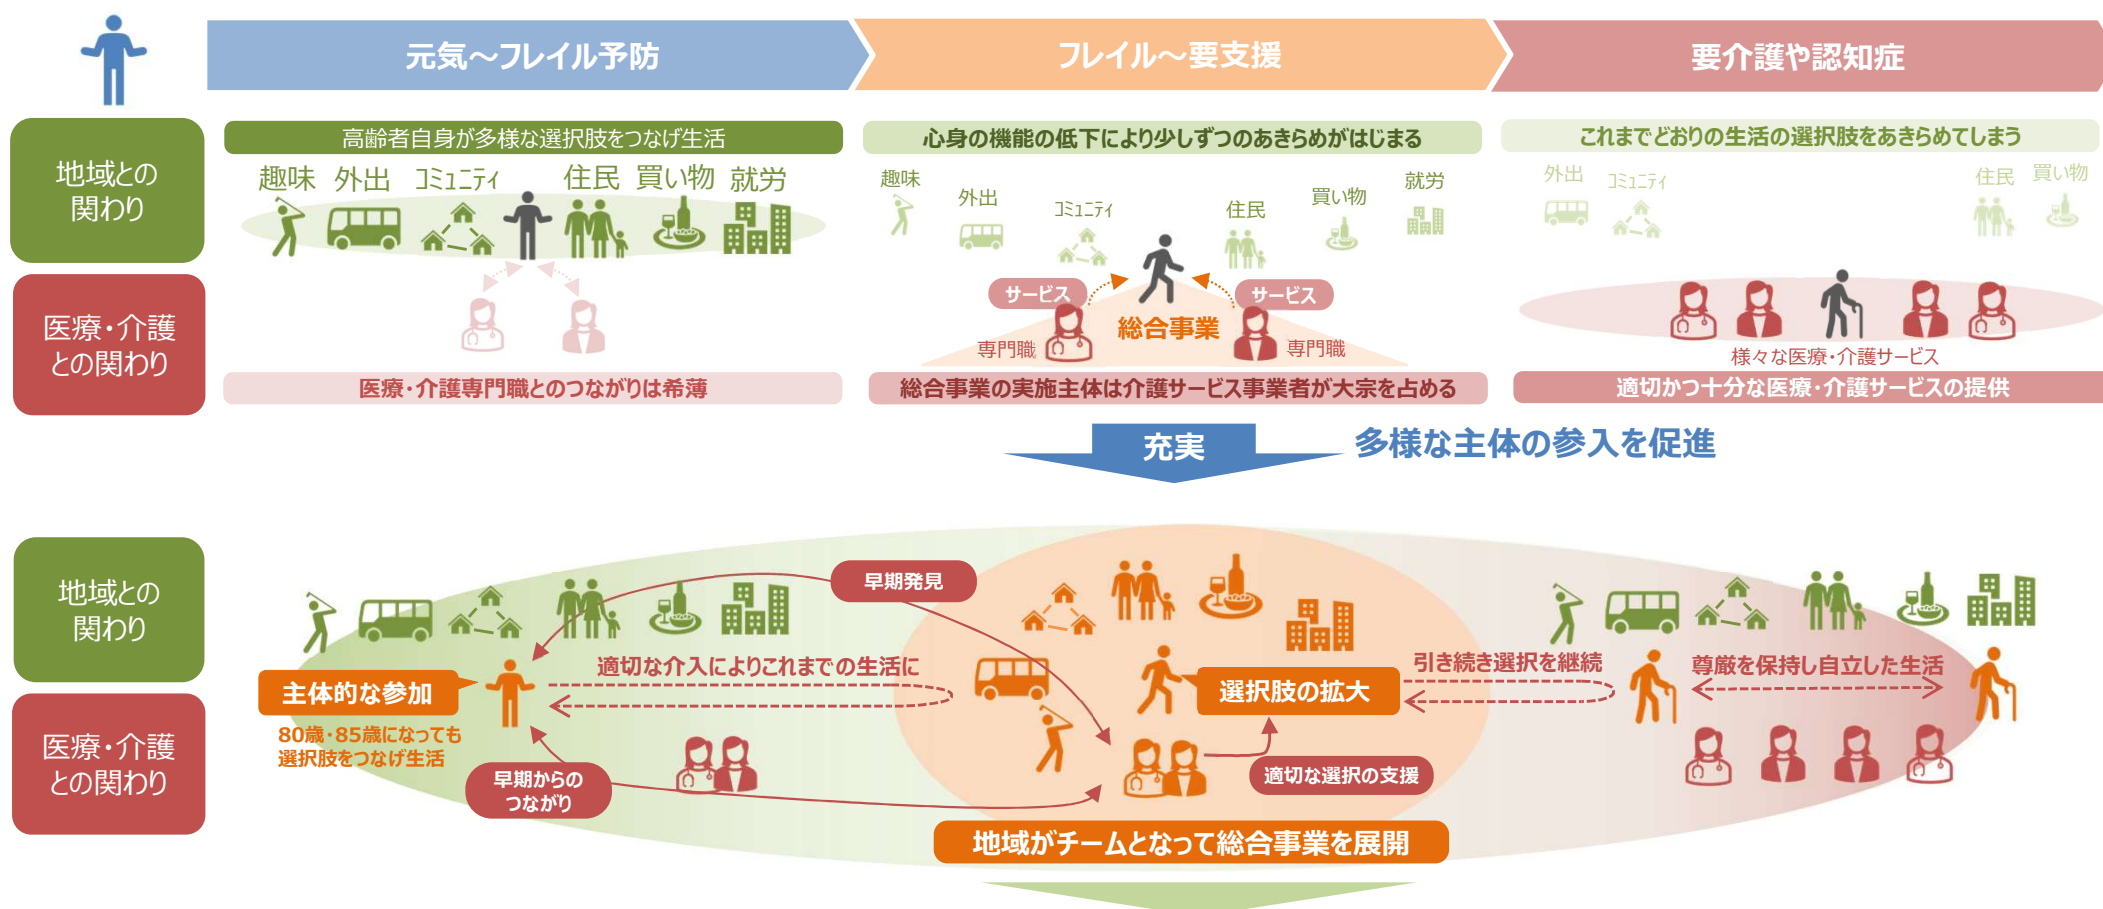 元気～フレイル予防
フレイル～要支援
要介護や認知症
地域との
関わり
高齢者自身が多様な選択肢をつなげ生活
趣味 外出 コミュニティ 住民 買い物 就労
心身の機能の低下により少しずつのあきらめがはじまる
趣味
外出
コミュニティ
住民
買い物
就労
これまでどおりの生活の選択肢をあきらめてしまう
外出
コミュニティ
住民
買い物
医療・介護
との関わり
医療・介護専門職とのつながりは希薄
サービス
サービス
総合事業
専門職
専門職
総合事業の実施主体は介護サービス事業者が大宗を占める
様々な医療・介護サービス
適切かつ十分な医療・介護サービスの提供
充実
多様な主体の参入を促進
地域との
関わり
医療・介護
との関わり
早期発見
適切な介入によりこれまでの生活に
主体的な参加
80歳・85歳になっても
選択肢をつなげ生活
早期からの
つながり
選択肢の拡大
適切な選択の支援
引き続き選択を継続
尊厳を保持し自立した生活
地域がチームとなって総合事業を展開